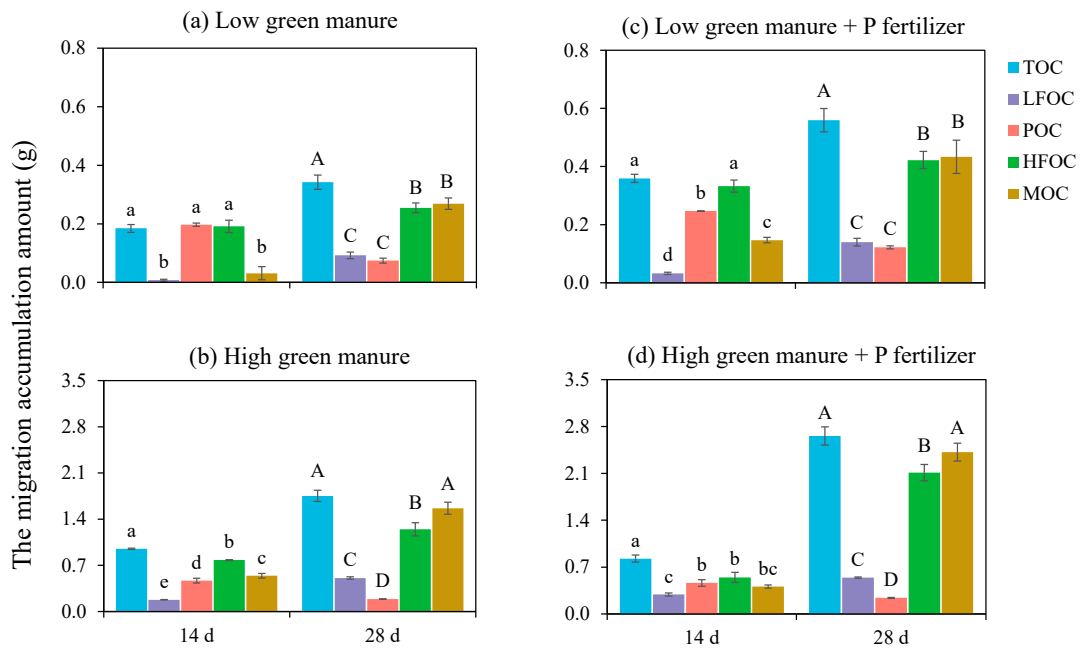 The migration accumulation amount (g)
(a) Low green manure
0.8
0.6
0.4
0.2
0.0
a
b
a
a
b
A
C
C
B
B
(c) Low green manure + P fertilizer
0.8
0.6
0.4
0.2
0.0
a
d
b
a
c
A
C
C
B
B
TOC
LFOC
POC
HFOC
MOC
(b) High green manure
3.5
2.8
2.1
1.4
0.7
0.0
a
e
d
b
c
A
C
D
B
A
14 d
28 d
(d) High green manure + P fertilizer
3.5
2.8
2.1
1.4
0.7
0.0
a
c
b
b
bc
A
C
D
B
A
14 d
28 d